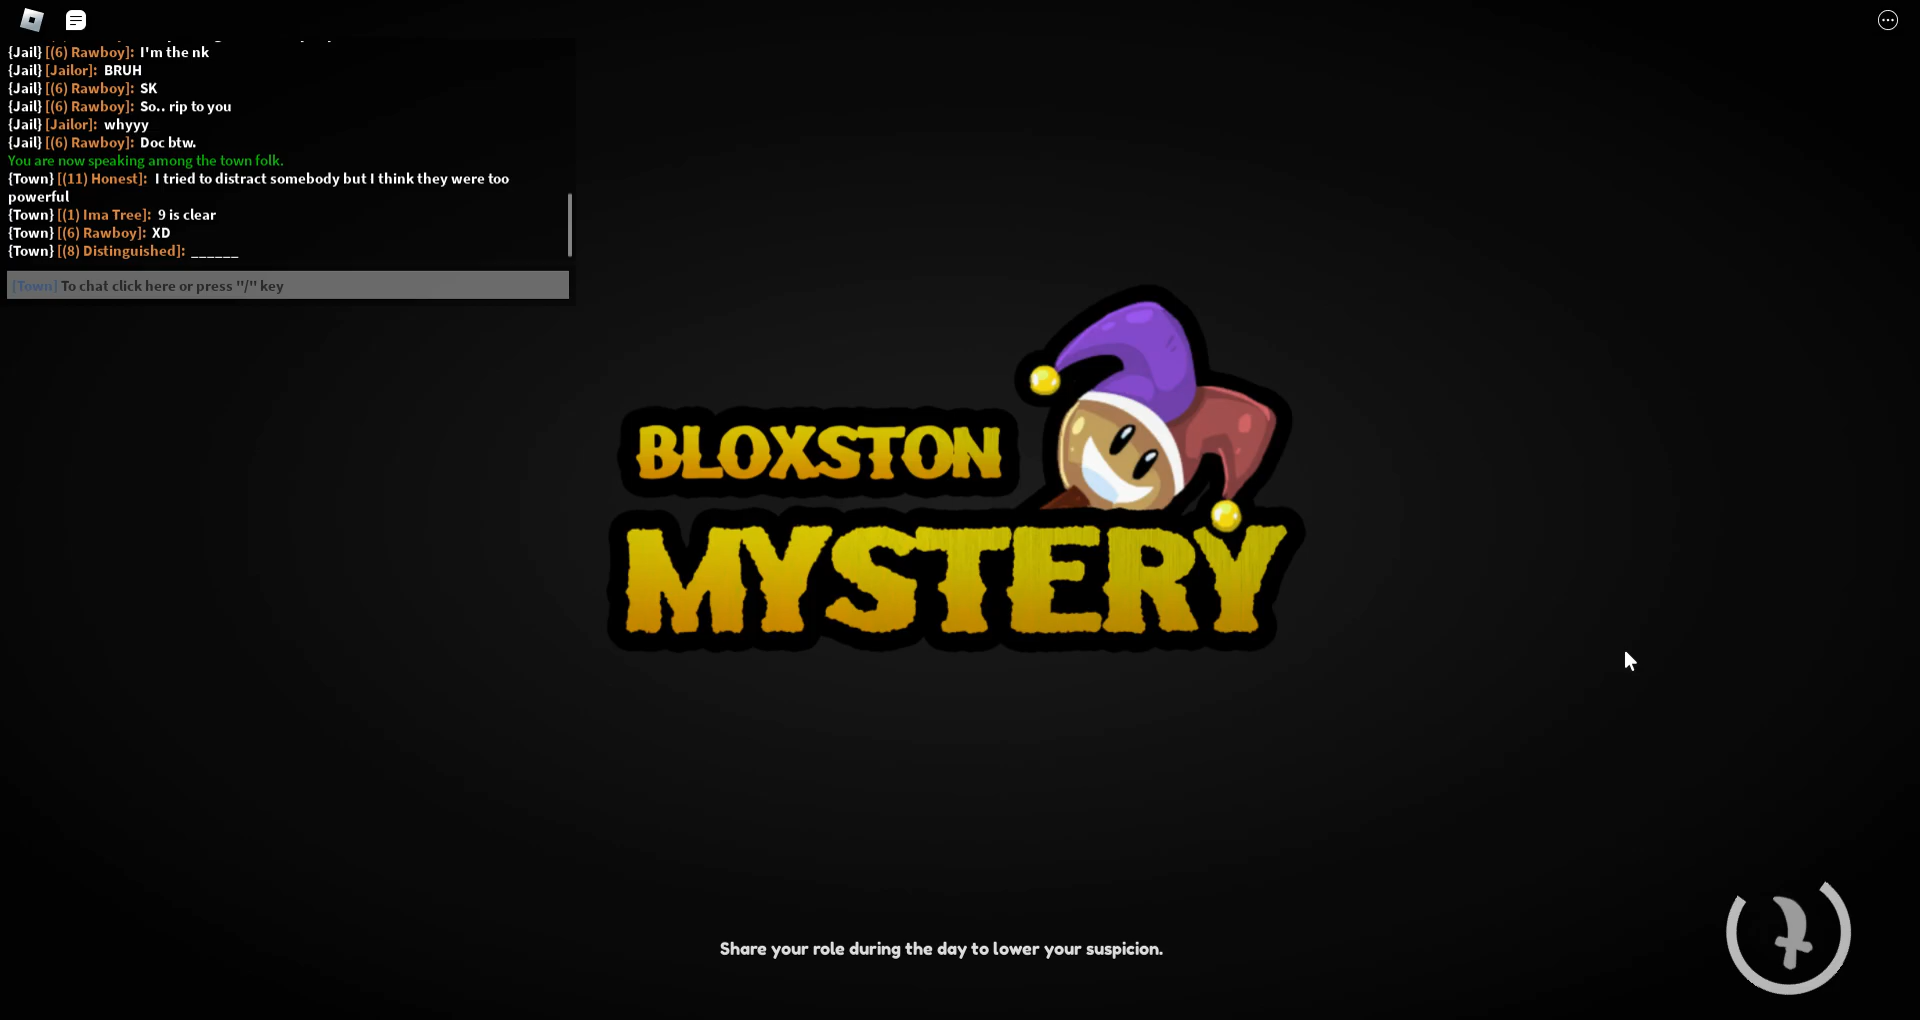 {Jail} [(6) Rawboy]: I'm the nk
{Jail} [Jailor]: BRUH
{Jail} [(6) Rawboy]: SK
{Jail} [(6) Rawboy]: So.. rip to you
{Jail} [Jailor]: whyyy
{Jail} [(6) Rawboy]: Doc btw.
You are now speaking among the town folk.
{Town} [(11) Honest]: I tried to distract somebody but I think they were too
powerful
{Town} [(1) Ima Tree]: 9 is clear
{Town} [(6) Rawboy]: XD
{Town} [(8) Distinguished]: ______
[Town] To chat click here or press "/" key
BLOXSTON
MYSTERY
Share your role during the day to lower your suspicion.